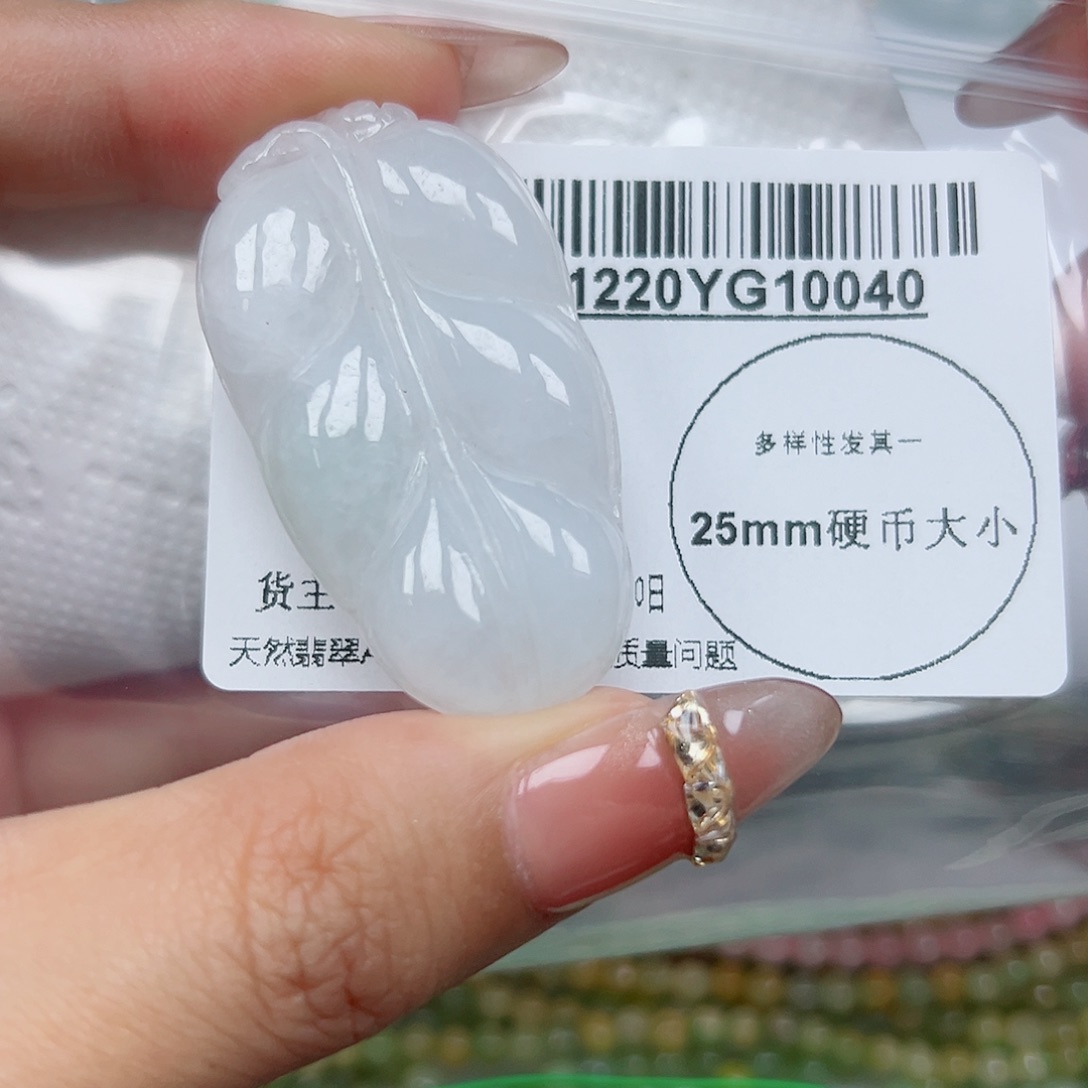 1220YG10040
多样性发其一
25mm硬币大小
货主
0日
天然翡翠A
质量问题